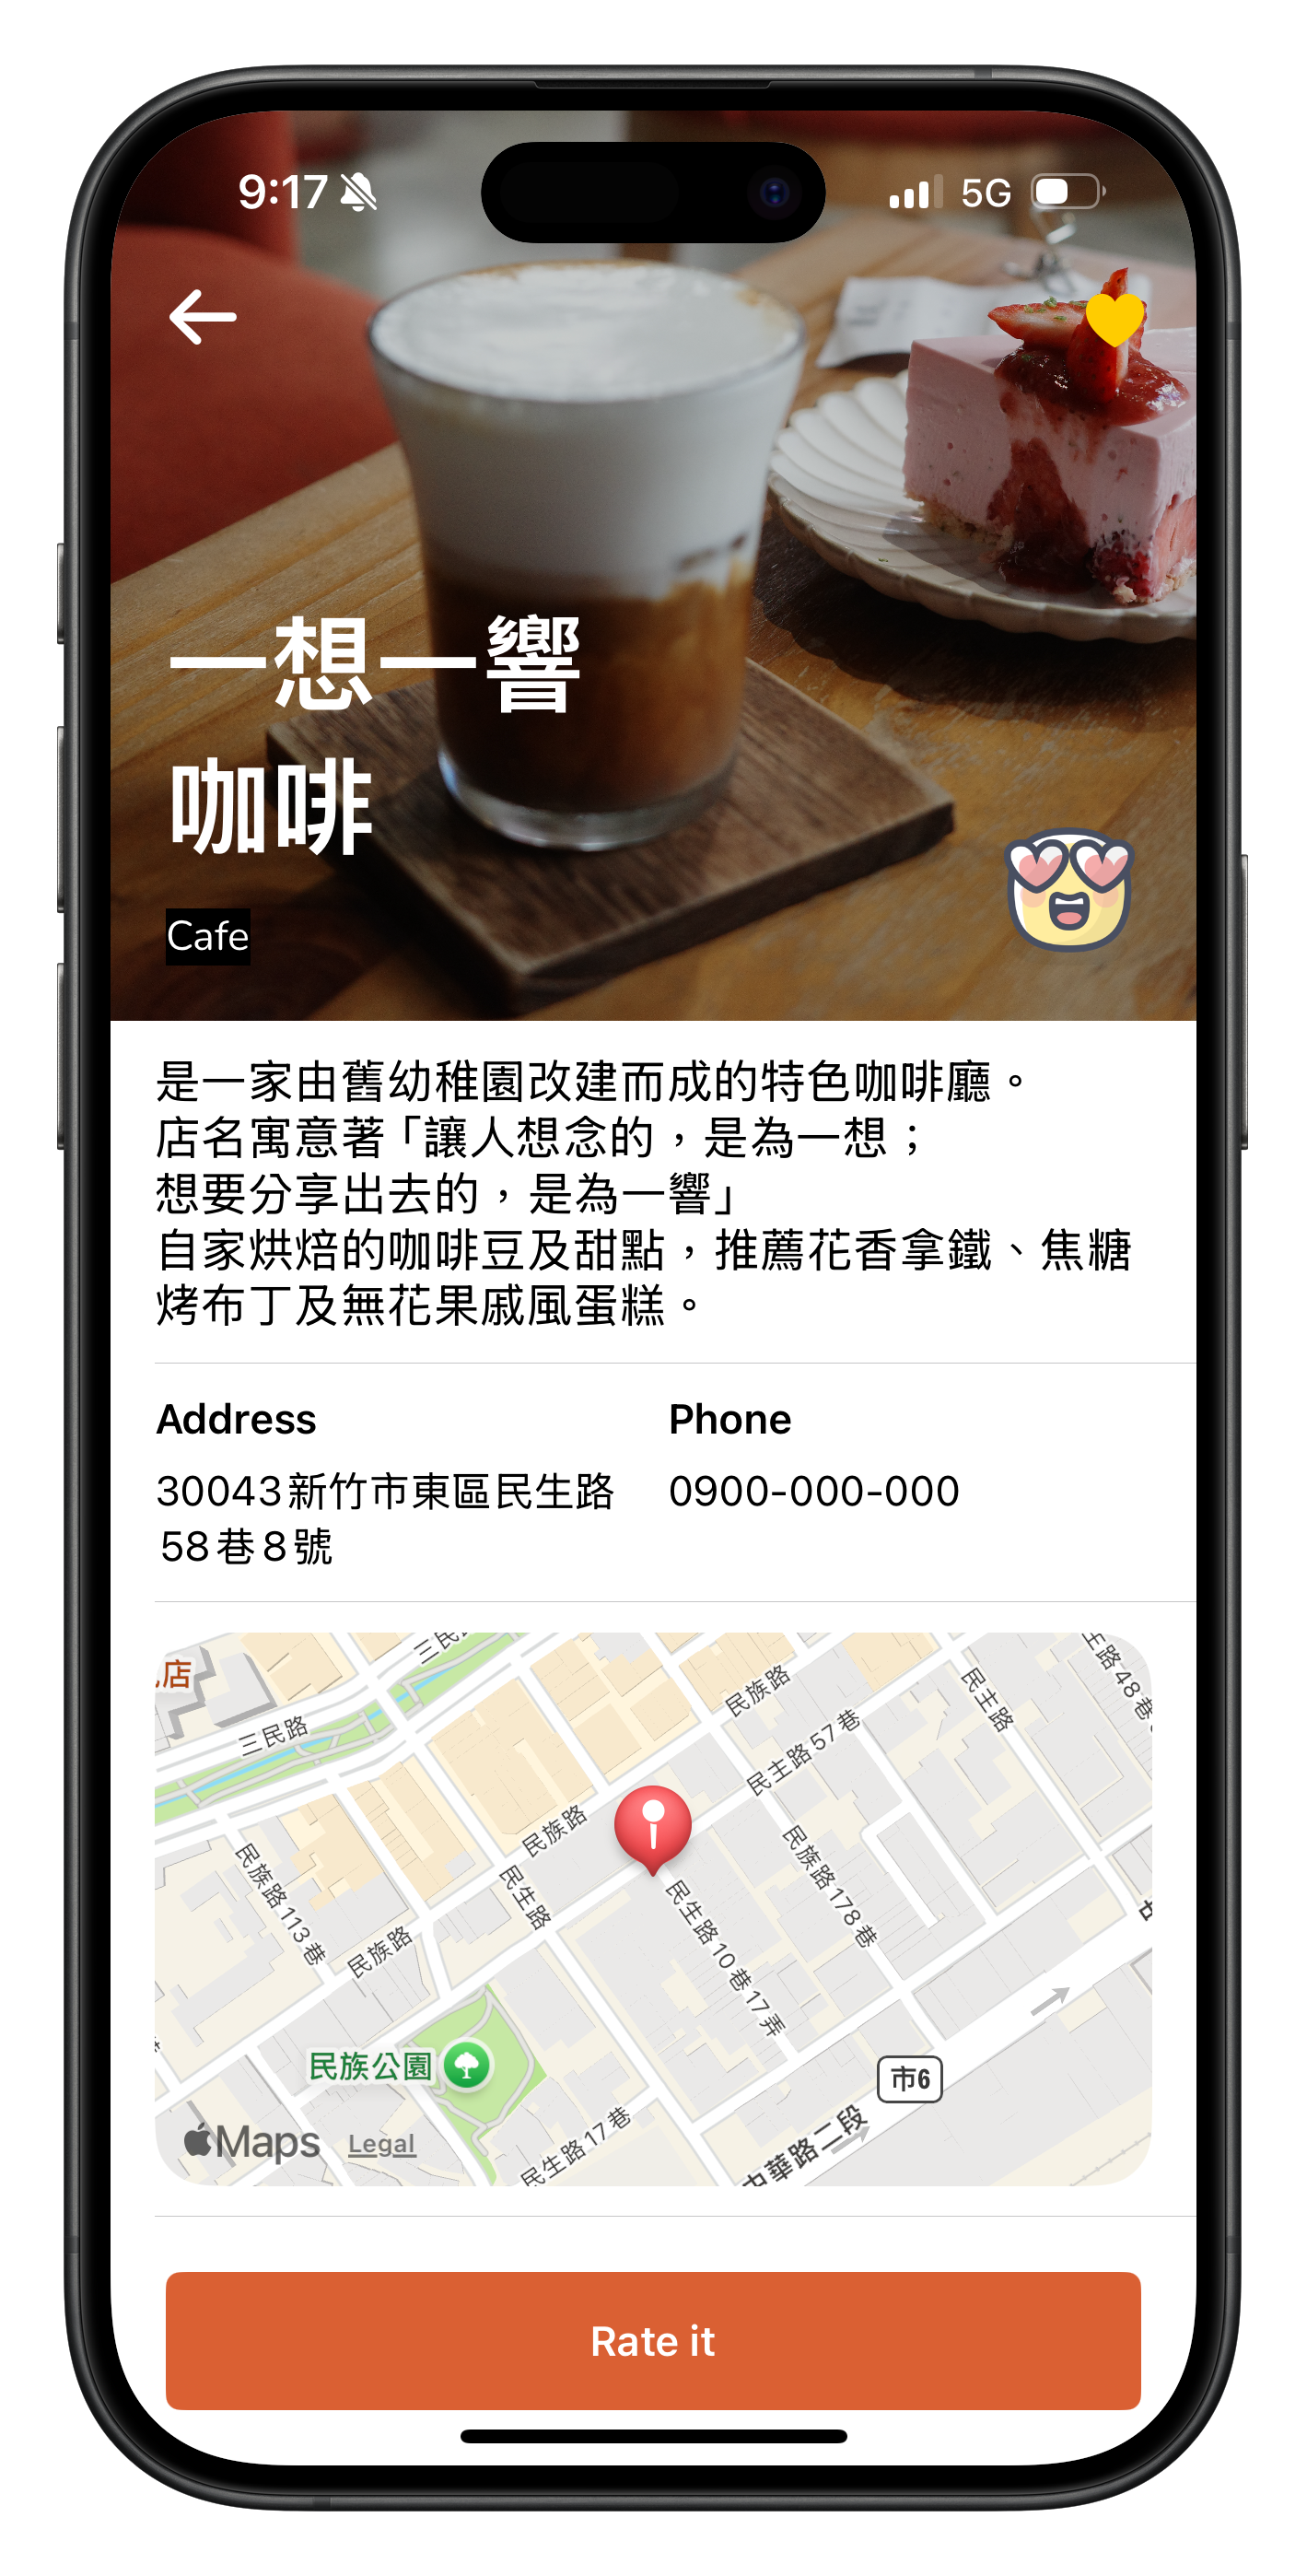 9:17
5G
一想一響
咖啡
Cafe
是一家由舊幼稚園改建而成的特色咖啡廳。
店名寓意著「讓人想念的，是為一想；
想要分享出去的，是為一響」
自家烘焙的咖啡豆及甜點，推薦花香拿鐵、焦糖
烤布丁及無花果戚風蛋糕。
Address
Phone
30043新竹市東區民生路
58巷8號
0900-000-000
三民路
店
三民路
民族路
民主路
主路48巷
民主路57巷
民族路
民族路113巷
民生路
民族路178巷
民族路
民生路10巷17弄
民族公園
市6
Maps
Legal
民生路17巷
中華路二段
Rate it